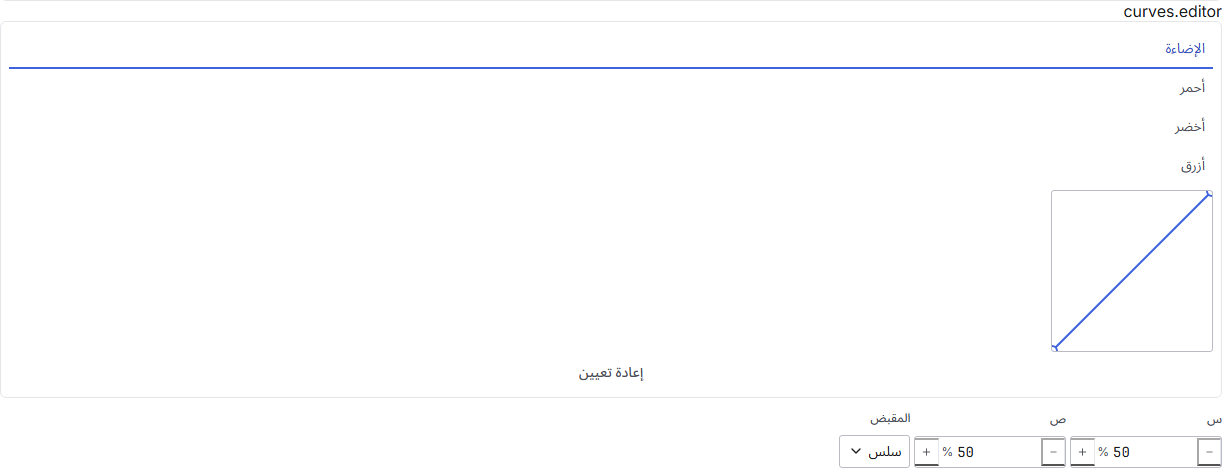 curves.editor
الإضاءة
أحمر
أخضر
أزرق
إعادة تعيين
س ص المقبض
− 50 % + − 50 % + سلس